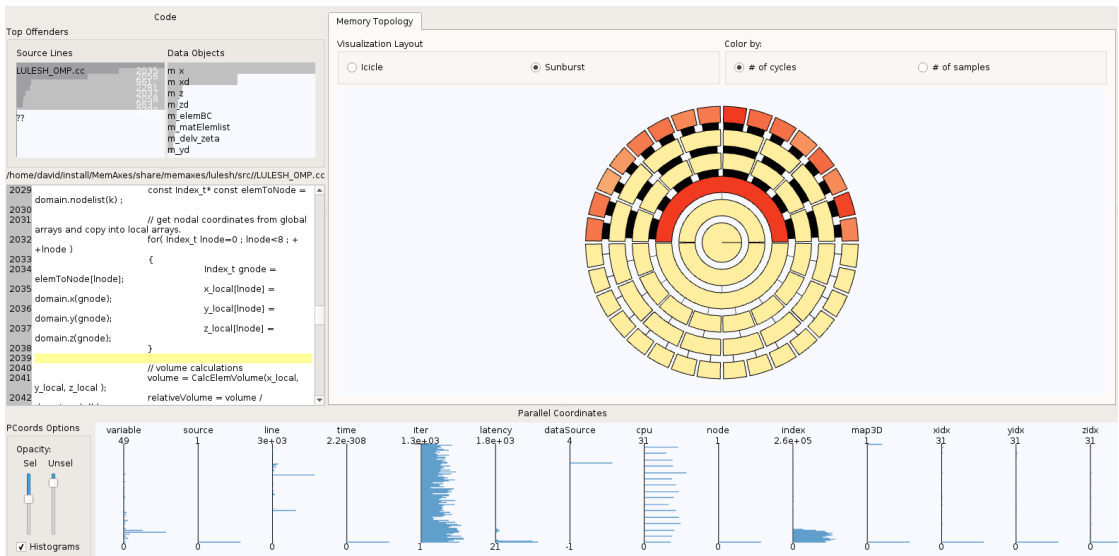 Code
Top Offenders
Source Lines
Data Objects
LULESH_OMP.cc
2035
2036
961
2281
2037
2058
??
m_x
m_xd
m_z
m_zd
m_elemBC
m_matElemlist
m_delv_zeta
m_yd
/home/david/install/MemAxes/share/memaxes/lulesh/src//LULESH_OMP.cc
2029 const Index_t* const elemToNode =
domain.nodelist(k) ;
2030
2031 // get nodal coordinates from global
arrays and copy into local arrays.
2032 for( Index_t lnode=0 ; lnode<8 ; +
+lnode )
2033 {
2034 Index_t gnode =
elemToNode[lnode];
2035 x_local[lnode] =
domain.x(gnode);
2036 y_local[lnode] =
domain.y(gnode);
2037 z_local[lnode] =
domain.z(gnode);
2038 }
2039
2040 // volume calculations
2041 volume = CalcElemVolume(x_local,
y_local, z_local );
2042 relativeVolume = volume /
Memory Topology
Visualization Layout
Icicle
Sunburst
Color by:
# of cycles
# of samples
Parallel Coordinates
PCoords Options
Opacity:
Sel Unsel
Histograms
variable source line time iter latency dataSource cpu node index map3D xidx yidx zidx
49 1 3e+03 2.2e-308 1.3e+03 1.8e+03 4 31 1 2.6e+05 1 31 31 31
0 0 0 0 1 21 -1 0 0 0 0 0 0 0